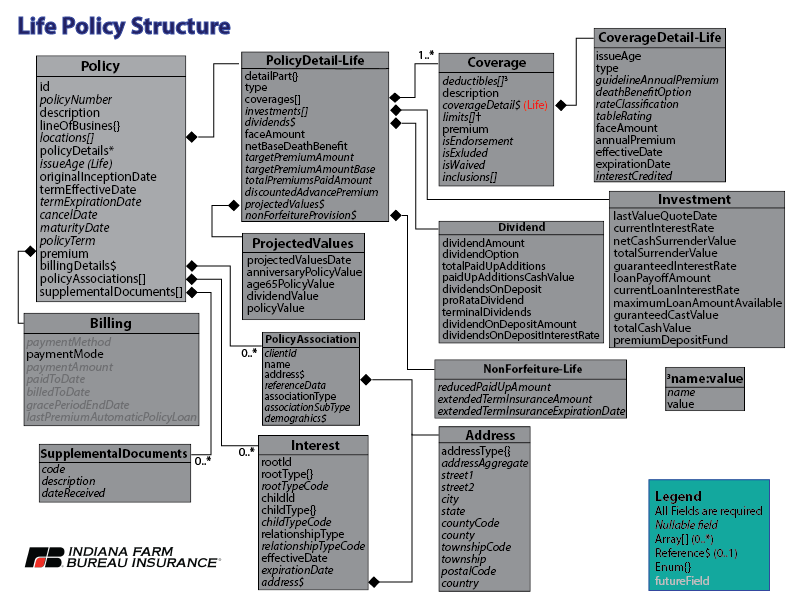 Life Policy Structure
Policy
id
policyNumber
description
lineOfBusines{}
locations[]
policyDetails*
issueAge (Life)
originalInceptionDate
termEffectiveDate
termExpirationDate
cancelDate
maturityDate
policyTerm
premium
billingDetails$
policyAssociations[]
supplementalDocuments[]
PolicyDetail-Life
detailPart{}
type
coverages[]
investments[]
dividends$
faceAmount
netBaseDeathBenefit
targetPremiumAmount
targetPremiumAmountBase
totalPremiumsPaidAmount
discountedAdvancePremium
projectedValues$
nonForfeitureProvision$
1..*
Coverage
deductibles[]³
description
coverageDetail$ (Life)
limits[]†
premium
isEndorsement
isExluded
isWaived
inclusions[]
CoverageDetail-Life
issueAge
type
guidelineAnnualPremium
deathBenefitOption
rateClassification
tableRating
faceAmount
annualPremium
effectiveDate
expirationDate
interestCredited
Investment
lastValueQuoteDate
currentInterestRate
netCashSurrenderValue
totalSurrenderValue
guaranteedInterestRate
loanPayoffAmount
currentLoanInterestRate
maximumLoanAmountAvailable
guranteedCastValue
totalCashValue
premiumDepositFund
Dividend
dividendAmount
dividendOption
totalPaidUpAdditions
paidUpAdditionsCashValue
dividendsOnDeposit
proRataDividend
terminalDividends
dividendOnDepositAmount
dividendsOnDepositInterestRate
ProjectedValues
projectedValuesDate
anniversaryPolicyValue
age65PolicyValue
dividendValue
policyValue
Billing
paymentMethod
paymentMode
paymentAmount
paidToDate
billedToDate
gracePeriodEndDate
lastPremiumAutomaticPolicyLoan
0..*
PolicyAssociation
clientId
name
address$
referenceData
associationType
associationSubType
demograhics$
NonForfeiture-Life
reducedPaidUpAmount
extendedTermInsuranceAmount
extendedTermInsuranceExpirationDate
³name:value
name
value
SupplementalDocuments
code
description
dateReceived
0..*
0..*
Interest
rootId
rootType{}
rootTypeCode
childId
childType{}
childTypeCode
relationshipType
relationshipTypeCode
effectiveDate
expirationDate
address$
Address
addressType{}
addressAggregate
street1
street2
city
state
countyCode
county
townshipCode
township
postalCode
country
Legend
All Fields are required
Nullable field
Array[] (0..*)
Reference$ (0..1)
Enum{}
futureField
INDIANA FARM
BUREAU INSURANCE®